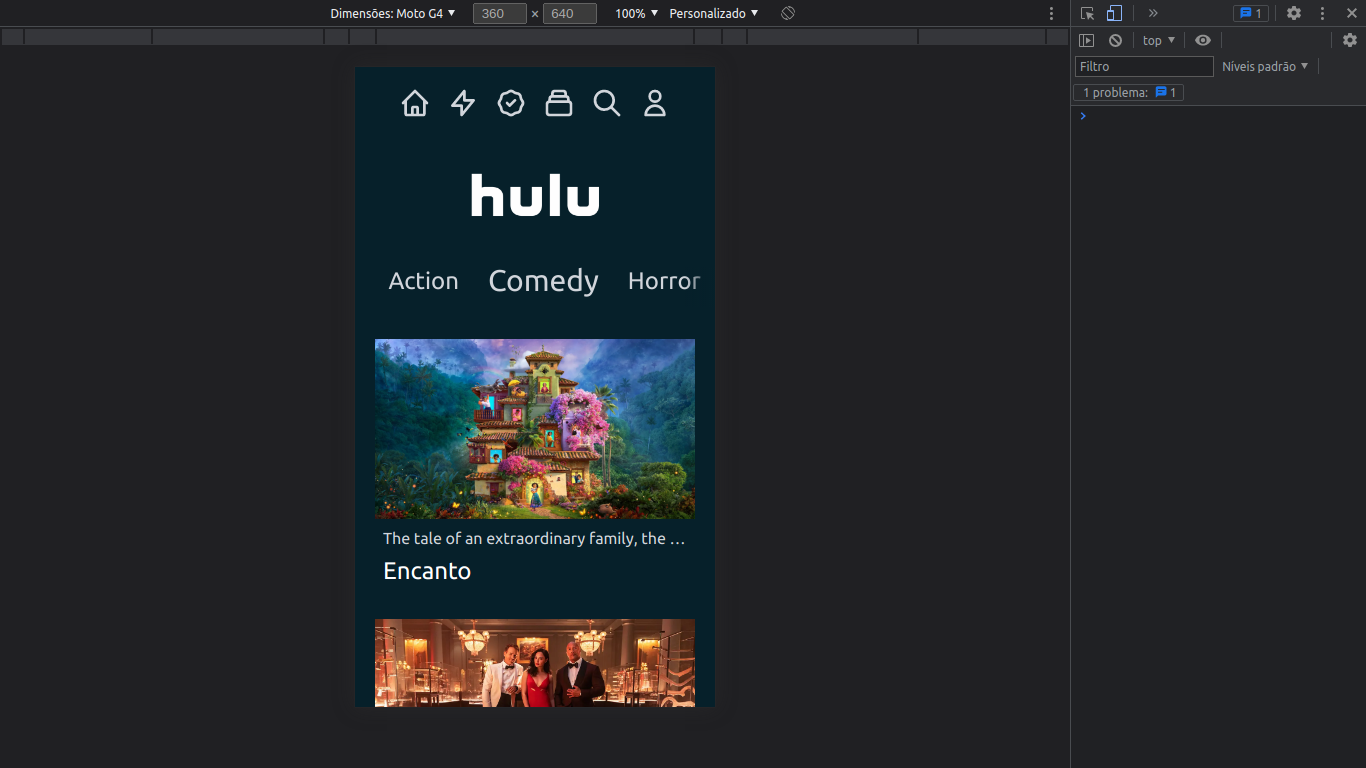 Dimensões: Moto G4 360 × 640 100% Personalizado
1
top
Filtro Níveis padrão
1 problema: 1
hulu
Action Comedy Horror
The tale of an extraordinary family, the …
Encanto